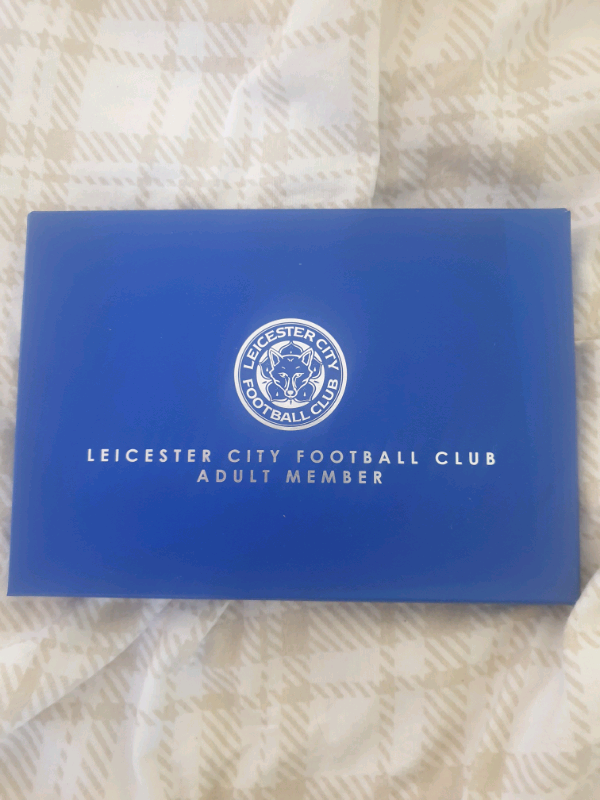 LEICESTER CITY
FOOTBALL CLUB
LEICESTER CITY FOOTBALL CLUB
ADULT MEMBER